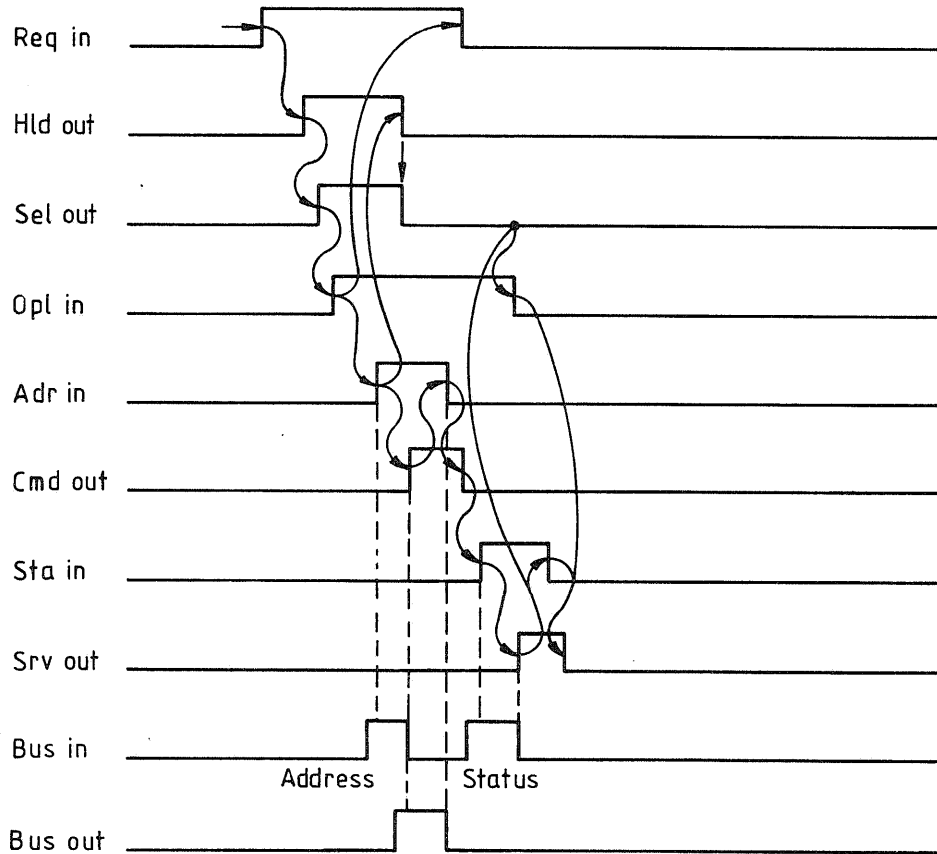 Req in
Hld out
Sel out
Opl in
Adr in
Cmd out
Sta in
Srv out
Bus in
Address Status
Bus out